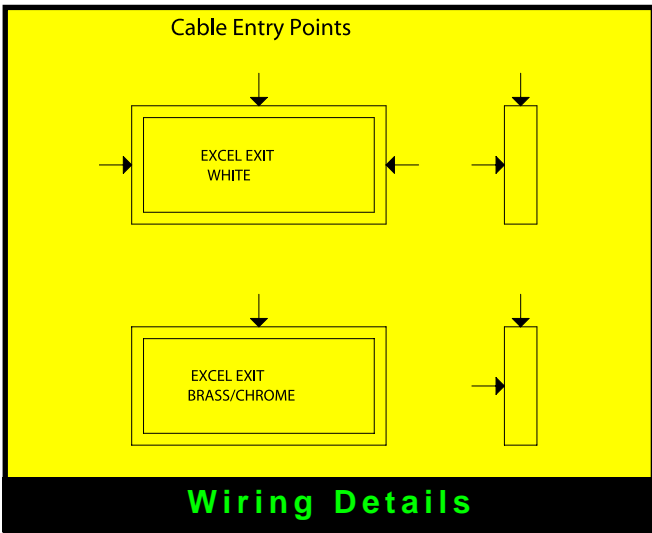 Cable Entry Points
EXCEL EXIT
WHITE
EXCEL EXIT
BRASS/CHROME
Wiring Details